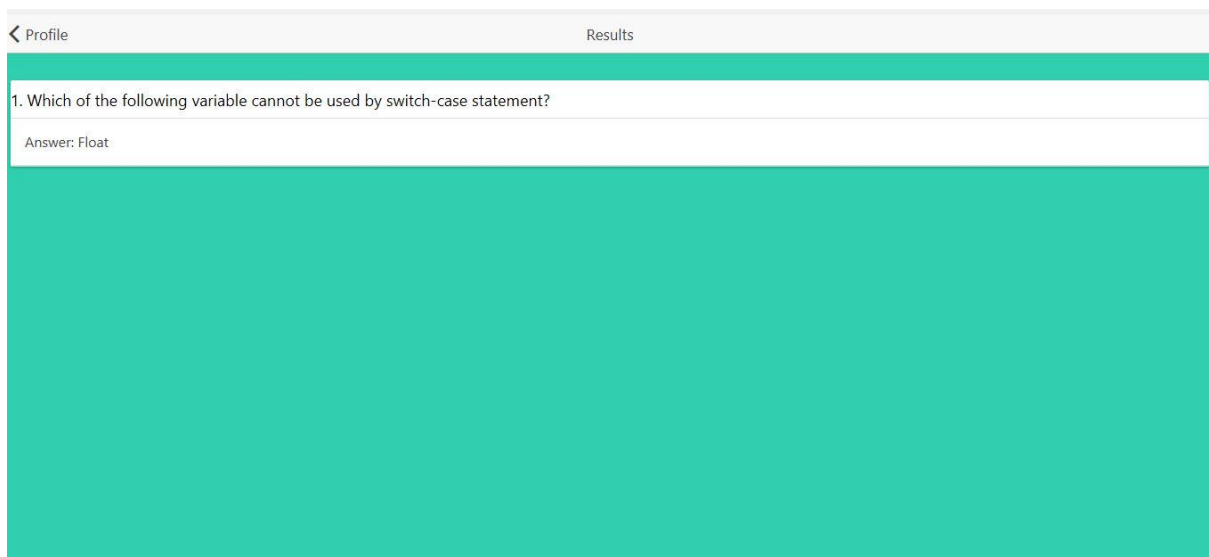 Profile
Results
1. Which of the following variable cannot be used by switch-case statement?
Answer: Float